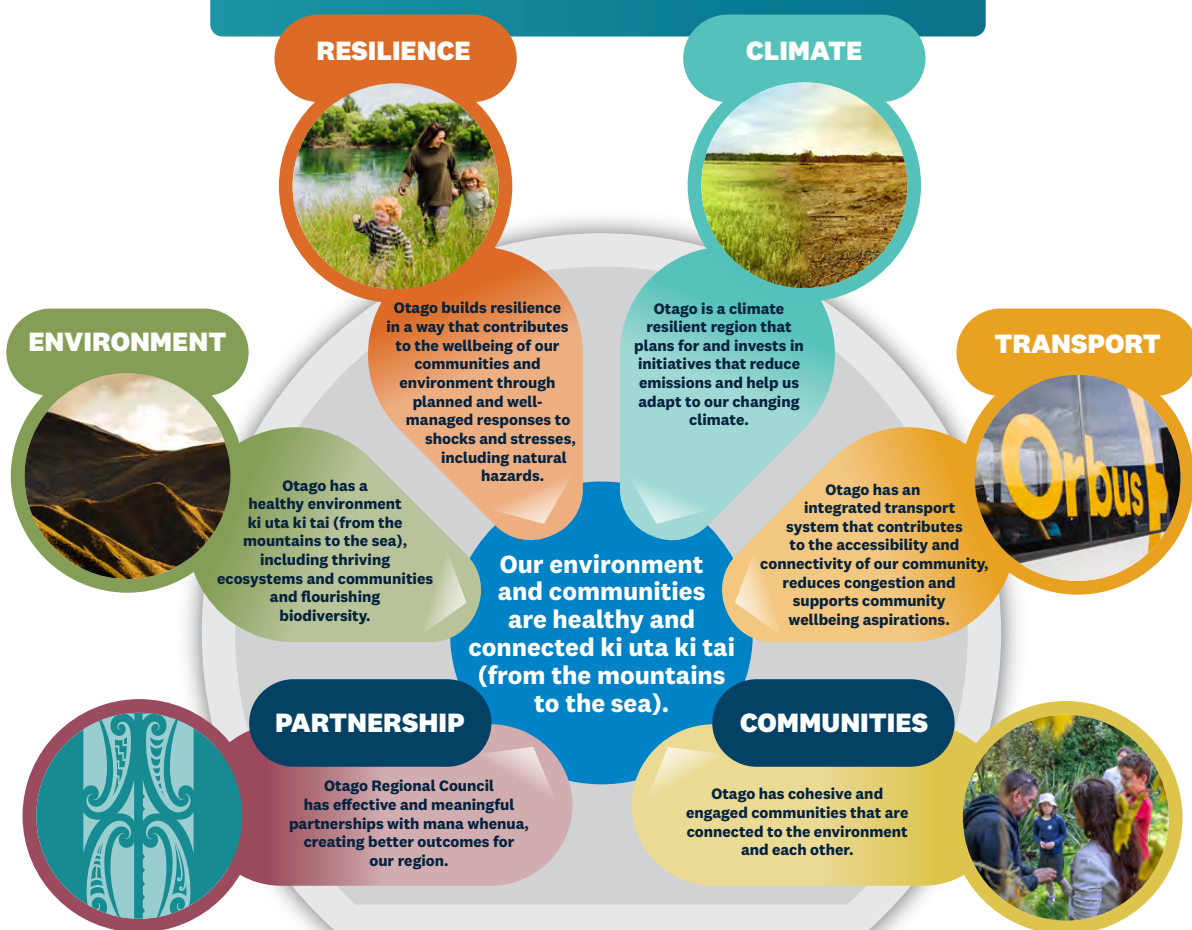 RESILIENCE
CLIMATE
Otago builds resilience
in a way that contributes
to the wellbeing of our
communities and
environment through
planned and well-
managed responses to
shocks and stresses,
including natural
hazards.
Otago is a climate
resilient region that
plans for and invests in
initiatives that reduce
emissions and help us
adapt to our changing
climate.
ENVIRONMENT
TRANSPORT
Orbus
Otago has a
healthy environment
ki uta ki tai (from the
mountains to the sea),
including thriving
ecosystems and communities
and flourishing
biodiversity.
Otago has an
integrated transport
system that contributes
to the accessibility and
connectivity of our community,
reduces congestion and
supports community
wellbeing aspirations.
Our environment
and communities
are healthy and
connected ki uta ki tai
(from the mountains
to the sea).
PARTNERSHIP
COMMUNITIES
Otago Regional Council
has effective and meaningful
partnerships with mana whenua,
creating better outcomes for
our region.
Otago has cohesive and
engaged communities that are
connected to the environment
and each other.